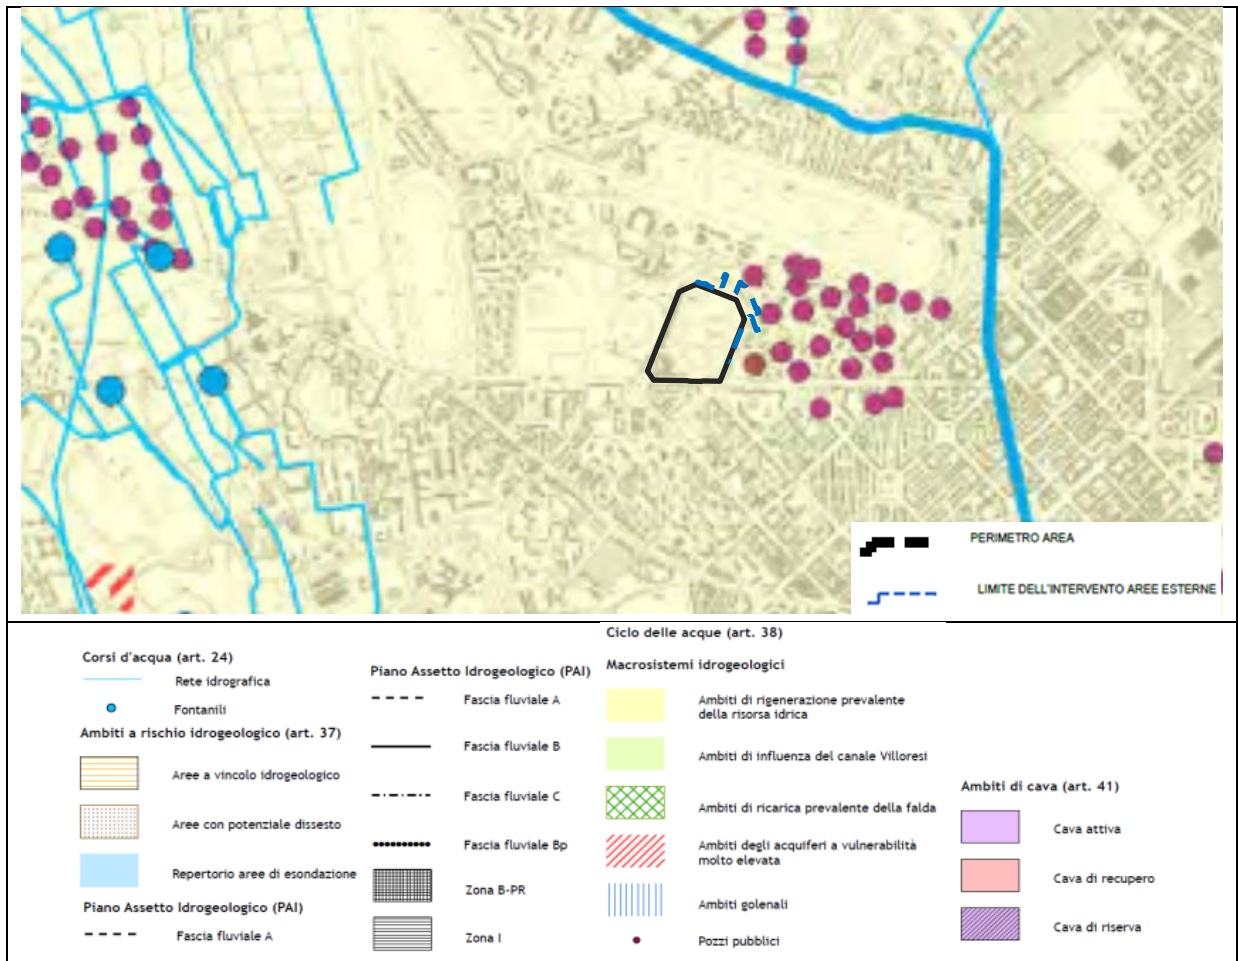 PERIMETRO AREA
LIMITE DELL'INTERVENTO AREE ESTERNE
Corsi d'acqua (art. 24)
Rete idrografica
Fontanili
Ambiti a rischio idrogeologico (art. 37)
Aree a vincolo idrogeologico
Aree con potenziale dissesto
Repertorio aree di esondazione
Piano Assetto Idrogeologico (PAI)
Fascia fluviale A
Piano Assetto Idrogeologico (PAI)
Fascia fluviale A
Fascia fluviale B
Fascia fluviale C
Fascia fluviale Bp
Zona B-PR
Zona I
Ciclo delle acque (art. 38)
Macrosistemi idrogeologici
Ambiti di rigenerazione prevalente
della risorsa idrica
Ambiti di influenza del canale Villoresi
Ambiti di ricarica prevalente della falda
Ambiti degli acquiferi a vulnerabilità
molto elevata
Ambiti golenali
Pozzi pubblici
Ambiti di cava (art. 41)
Cava attiva
Cava di recupero
Cava di riserva